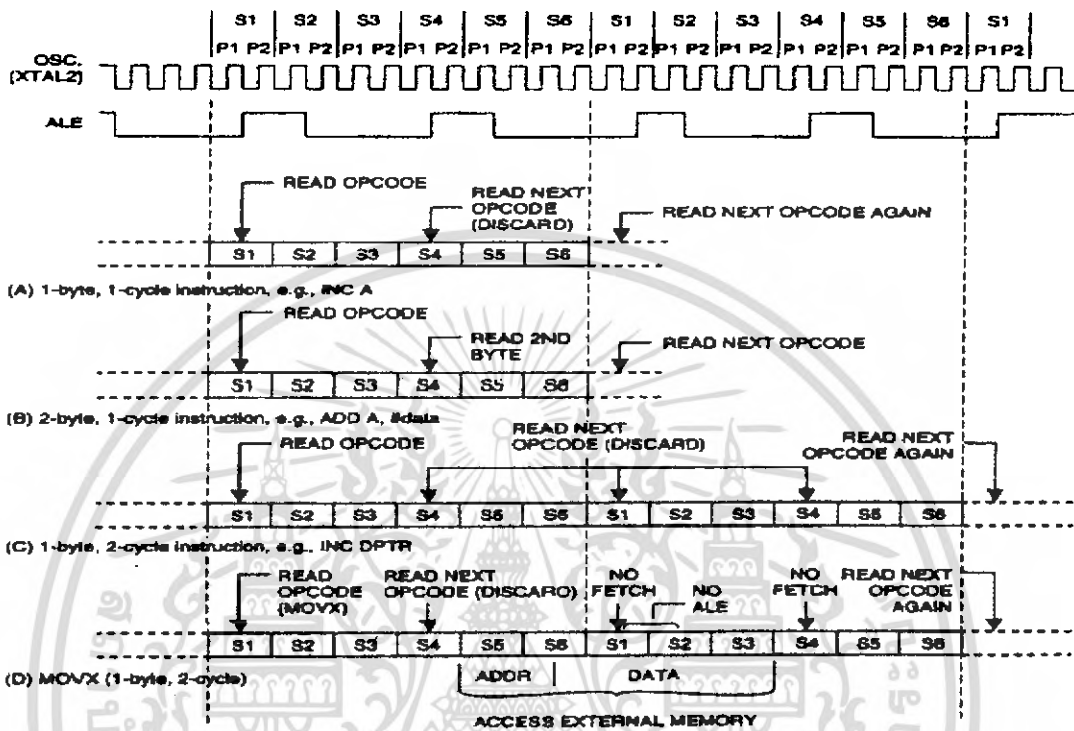 S1 S2 S3 S4 S5 S6 S1 S2 S3 S4 S5 S6 S1
P1 P2 P1 P2 P1 P2 P1 P2 P1 P2 P1 P2 P1 P2 P1 P2 P1 P2 P1 P2 P1 P2 P1 P2 P1 P2
OSC.
(XTAL2)
ALE
READ OPCODE
READ NEXT
OPCODE
(DISCARD)
READ NEXT OPCODE AGAIN
S1 S2 S3 S4 S5 S6
(A) 1-byte, 1-cycle instruction, e.g., INC A
READ OPCODE
READ 2ND
BYTE
READ NEXT OPCODE
S1 S2 S3 S4 S5 S6
(B) 2-byte, 1-cycle instruction, e.g., ADD A, #data
READ OPCODE
READ NEXT
OPCODE (DISCARD)
READ NEXT
OPCODE AGAIN
S1 S2 S3 S4 S5 S6 S1 S2 S3 S4 S5 S6
(C) 1-byte, 2-cycle instruction, e.g., INC DPTR
READ
OPCODE
(MOVX)
READ NEXT
OPCODE (DISCARD)
NO
FETCH
NO
ALE
NO
FETCH
READ NEXT
OPCODE
AGAIN
S1 S2 S3 S4 S5 S6 S1 S2 S3 S4 S5 S6
(D) MOVX (1-byte, 2-cycle)
ADDR
DATA
ACCESS EXTERNAL MEMORY